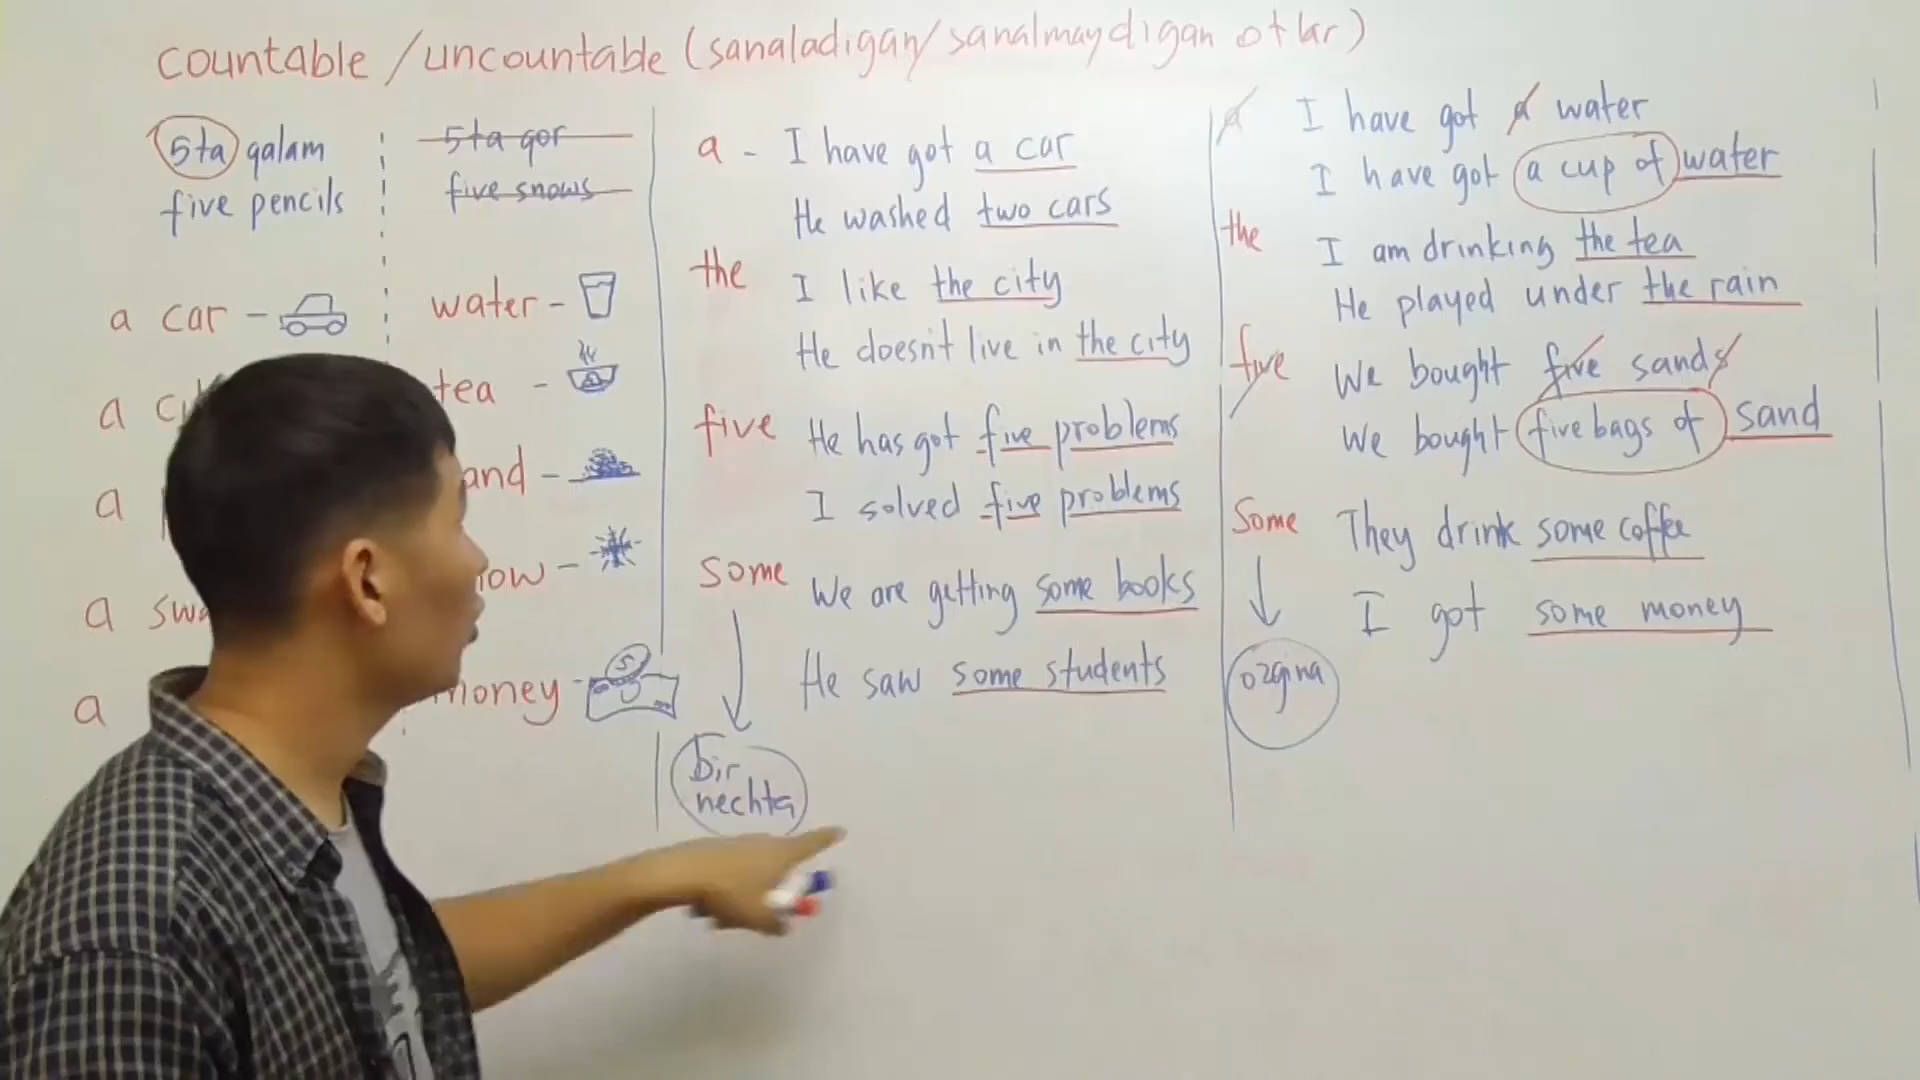 countable / uncountable (sanaladigan/sanalmaydigan otlar)
5ta qalam
five pencils
5ta qor
five snows
a car -
a
a
a
a
water -
tea -
money -
a - I have got a car
He washed two cars
the I like the city
He doesn't live in the city
five He has got five problems
I solved five problems
some We are getting some books
He saw some students
bir
nechta
a I have got a water
I have got a cup of water
the I am drinking the tea
He played under the rain
five We bought five sands
We bought five bags of sand
Some They drink some coffee
I got some money
ozgina